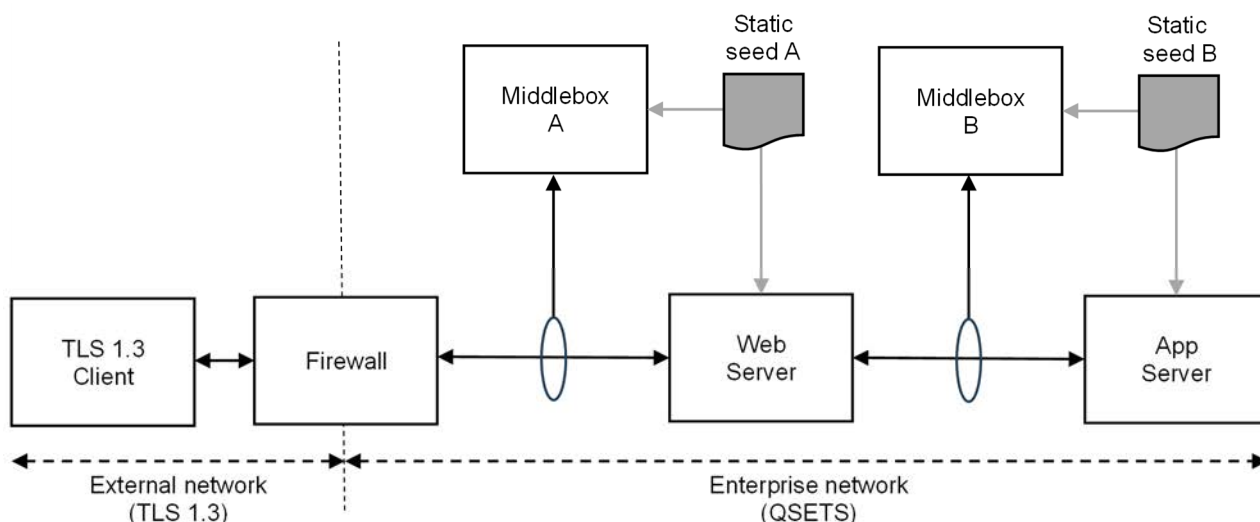 Static
seed A
Static
seed B
Middlebox
A
Middlebox
B
TLS 1.3
Client
Firewall
Web
Server
App
Server
External network
(TLS 1.3)
Enterprise network
(QSETS)